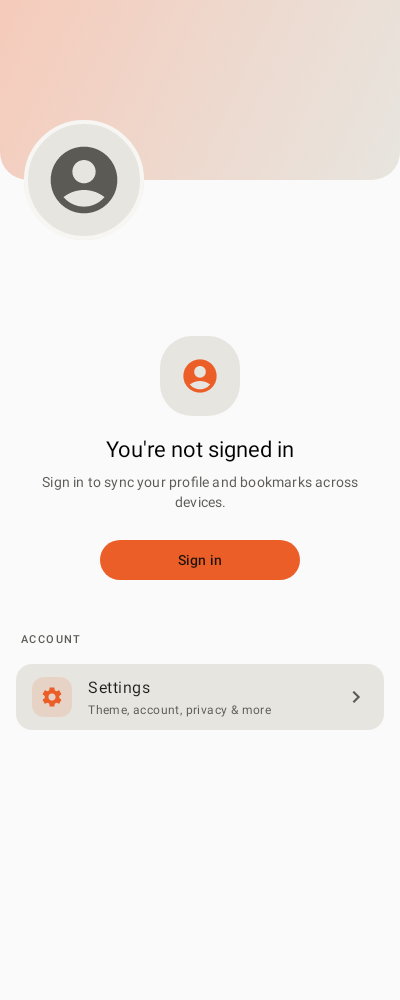 You're not signed in
Sign in to sync your profile and bookmarks across
devices.
Sign in
ACCOUNT
Settings
Theme, account, privacy & more